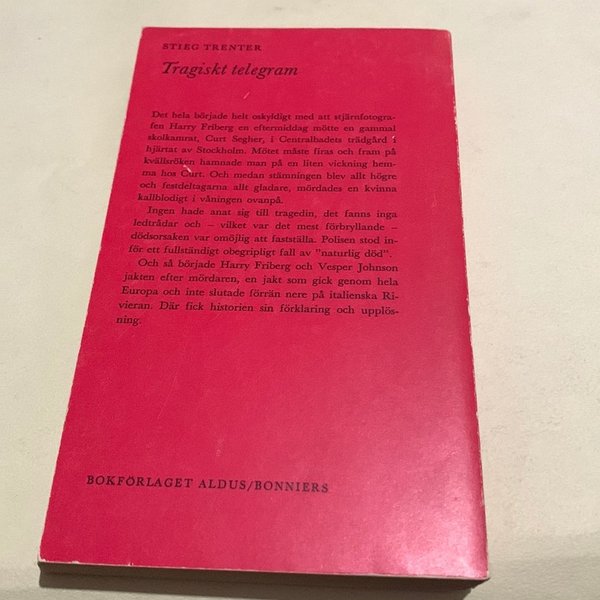 STIEG TRENTER
Tragiskt telegram
Det hela började helt oskyldigt med att stjärnfotogra-
fen Harry Friberg en eftermiddag mötte en gammal
skolkamrat, Curt Segher, i Centralbadets trädgård i
hjärtat av Stockholm. Mötet måste firas och fram på
kvällsröken hamnade man på en liten vickning hem-
ma hos Curt. Och medan stämningen blev allt högre
och festdeltagarna allt gladare, mördades en kvinna
kallblodigt i våningen ovanpå.
Ingen hade anat sig till tragedin, det fanns inga
ledtrådar och – vilket var det mest förbryllande –
dödsorsaken var omöjlig att fastställa. Polisen stod in-
för ett fullständigt obegripligt fall av "naturlig död".
Och så började Harry Friberg och Vesper Johnson
jakten efter mördaren, en jakt som gick genom hela
Europa och inte slutade förrän nere på italienska Ri-
vieran. Där fick historien sin förklaring och upplös-
ning.
BOKFÖRLAGET ALDUS/BONNIERS